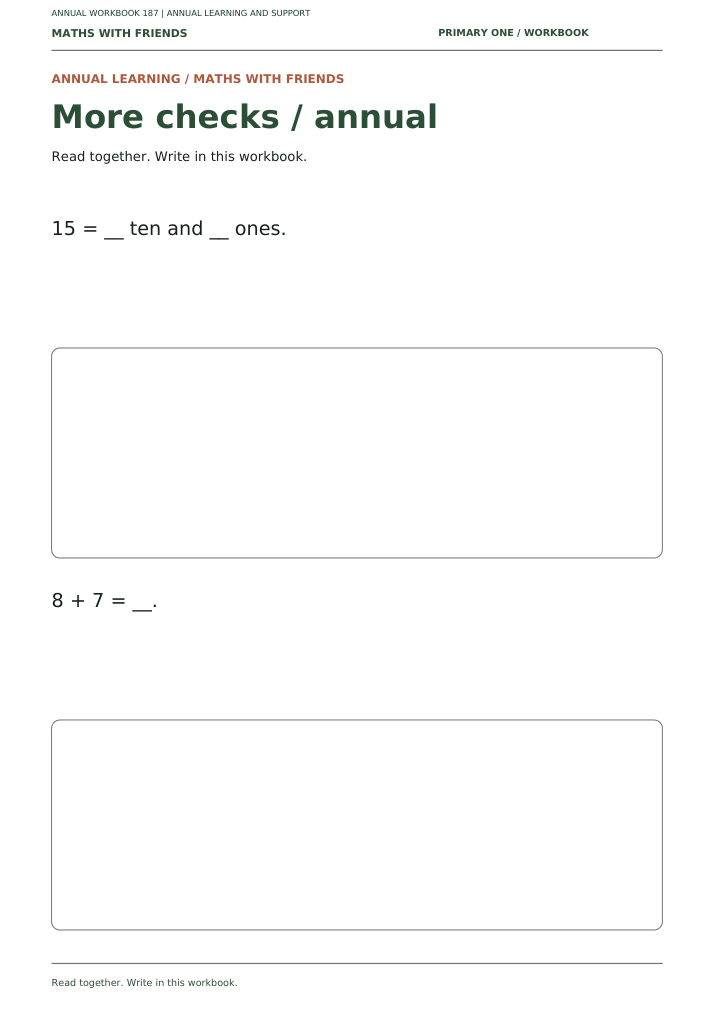 ANNUAL WORKBOOK 187 | ANNUAL LEARNING AND SUPPORT
MATHS WITH FRIENDS
PRIMARY ONE / WORKBOOK
ANNUAL LEARNING / MATHS WITH FRIENDS
More checks / annual
Read together. Write in this workbook.
15 = __ ten and __ ones.
8 + 7 = __.
Read together. Write in this workbook.